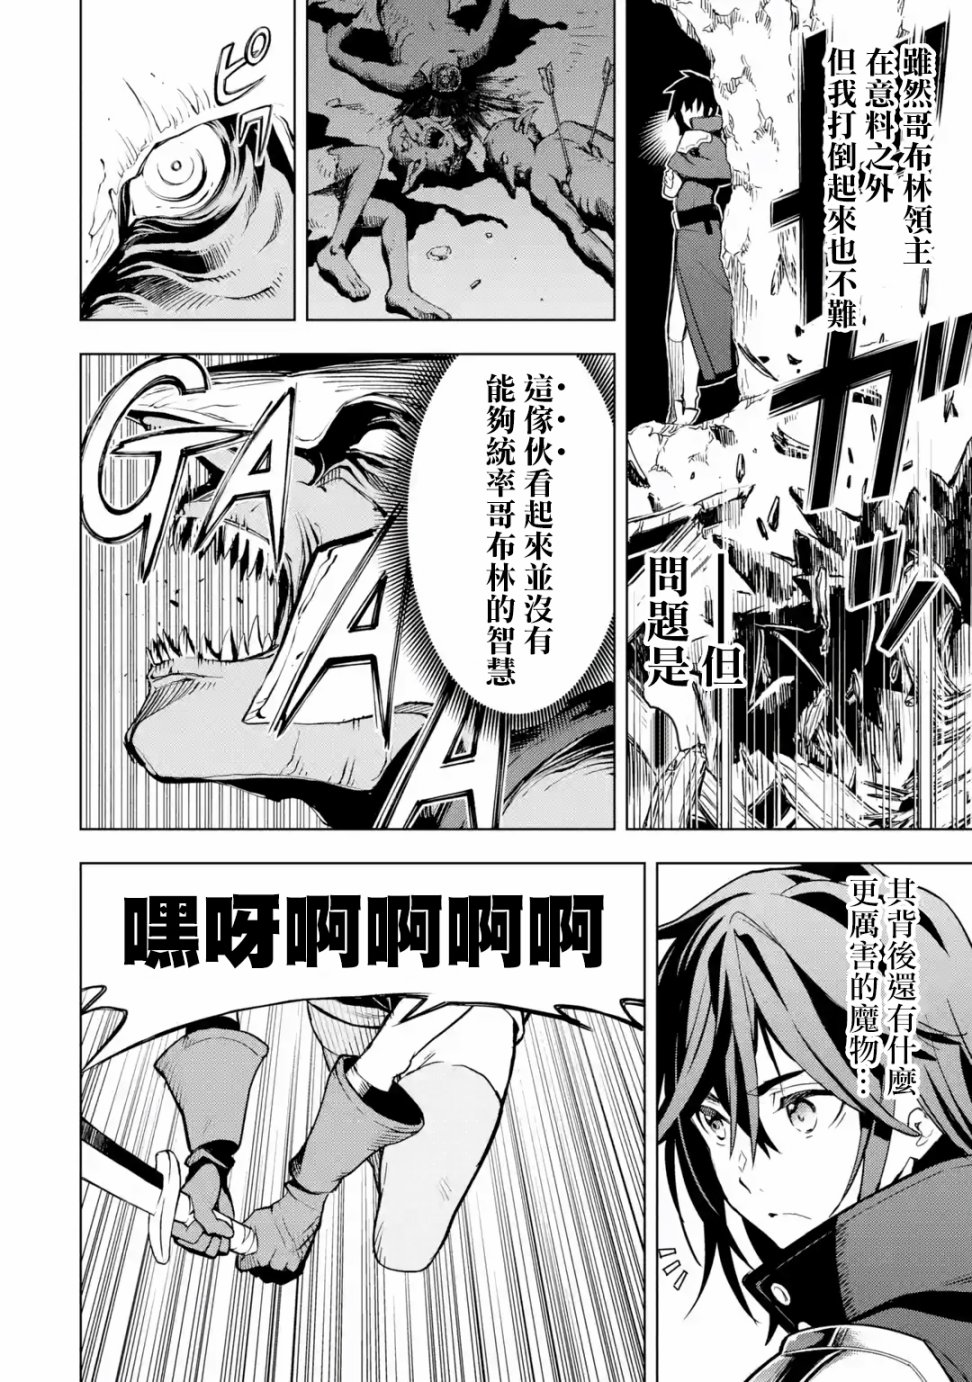 雖然哥布林領主
在意料之外
但我打倒起來也不難
——但
問題是
ピ
ピク
這傢伙看起來並沒有
能夠統率哥布林的智慧
GAAAA
其背後還有什麼
更厲害的魔物…
嘿呀啊啊啊啊